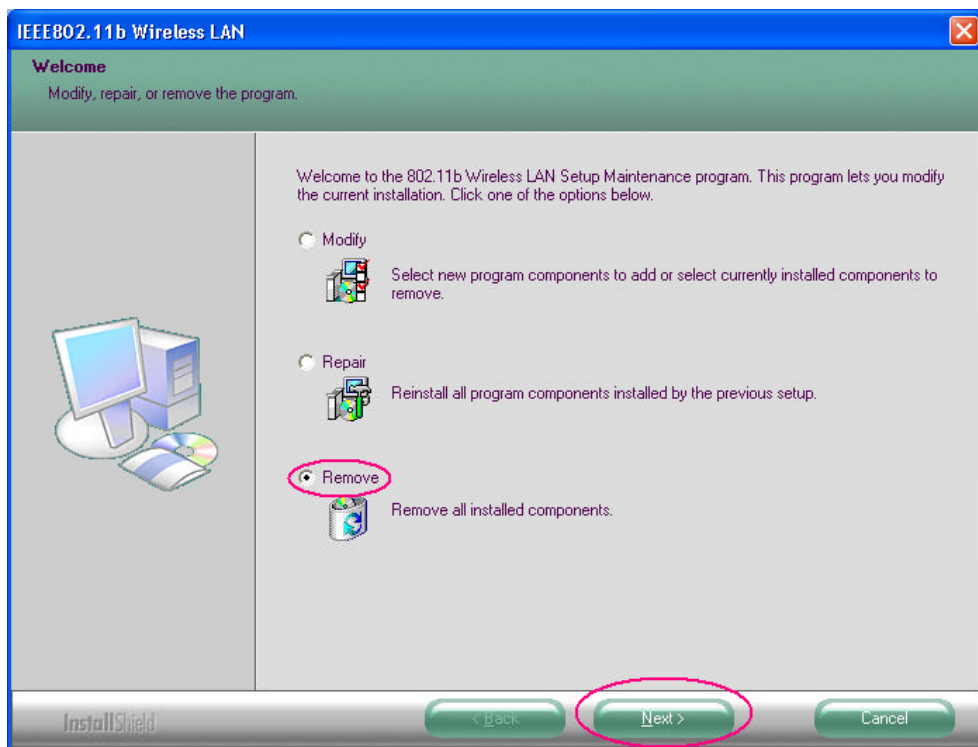 IEEE802.11b Wireless LAN
Welcome
Modify, repair, or remove the program.
Welcome to the 802.11b Wireless LAN Setup Maintenance program. This program lets you modify
the current installation. Click one of the options below.
Modify
Select new program components to add or select currently installed components to
remove.
Repair
Reinstall all program components installed by the previous setup.
Remove
Remove all installed components.
InstallShield
< Back
Next >
Cancel